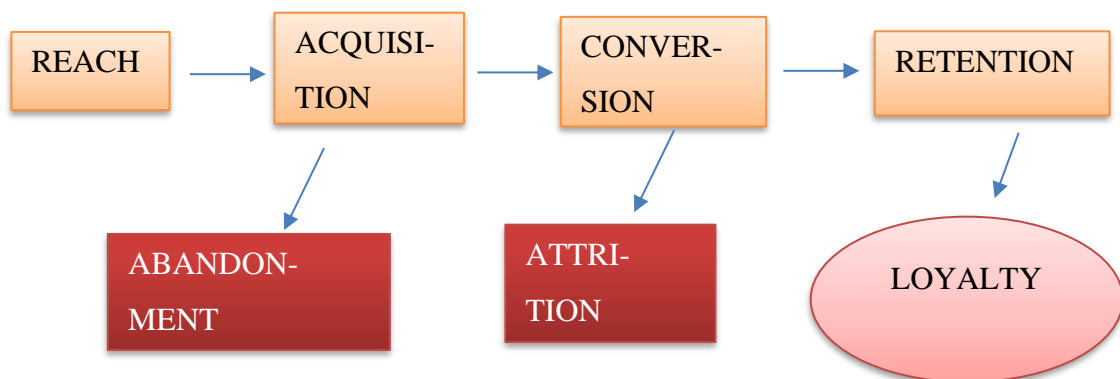 REACH
ACQUISI-
TION
CONVER-
SION
RETENTION
ABANDON-
MENT
ATTRI-
TION
LOYALTY